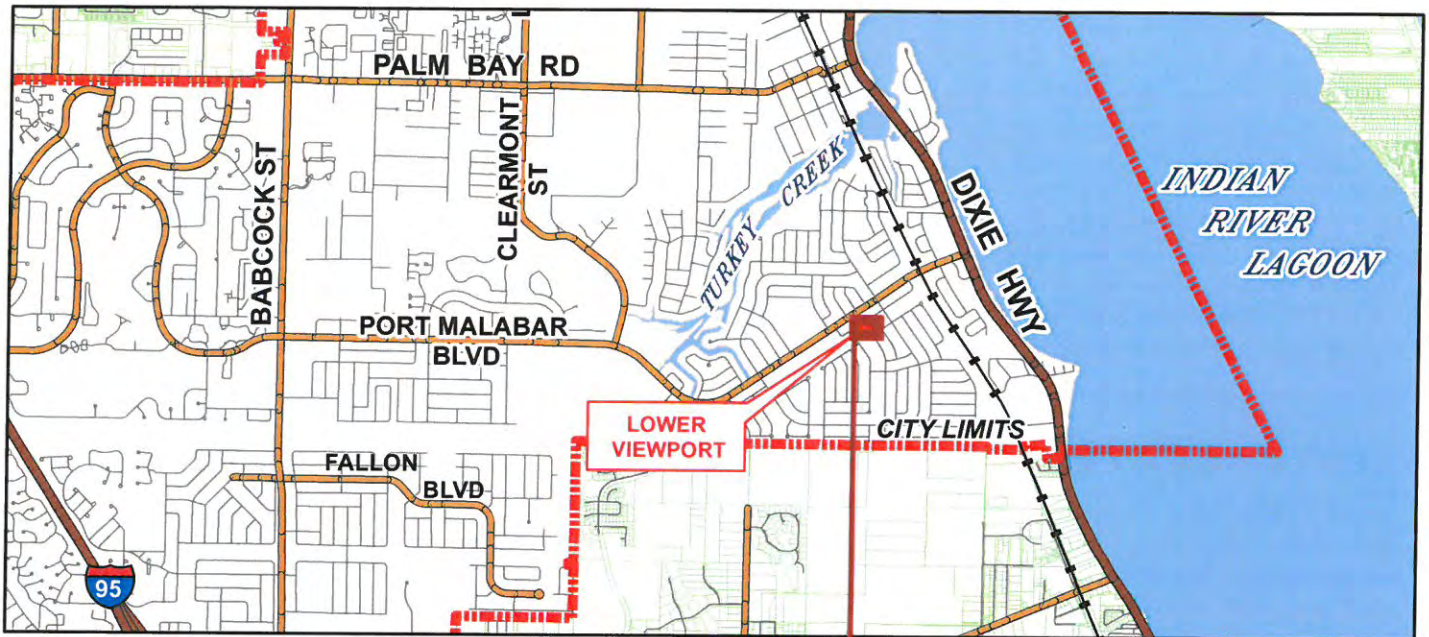 PALM BAY RD
CLEARMONT
ST
BABCOCK ST
TURKEY CREEK
DIXIE HWY
INDIAN
RIVER
LAGOON
PORT MALABAR
BLVD
LOWER
VIEWPORT
CITY LIMITS
FALLON
BLVD
95